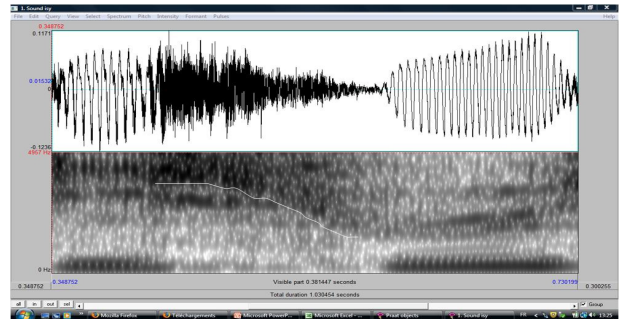 1. Sound isy
File Edit Query View Select Spectrum Pitch Intensity Formant Pulses Help
0.348752
0.1171
0.01532
0
-0.1236
4957 Hz
0 Hz
0.348752 0.348752 Visible part 0.381447 seconds 0.730199 0.300255
Total duration 1.030454 seconds
all in out sel Group
Mozilla Firefox Téléchargements Microsoft PowerP... Microsoft Excel - ... Praat objects 1. Sound isy FR 13:25